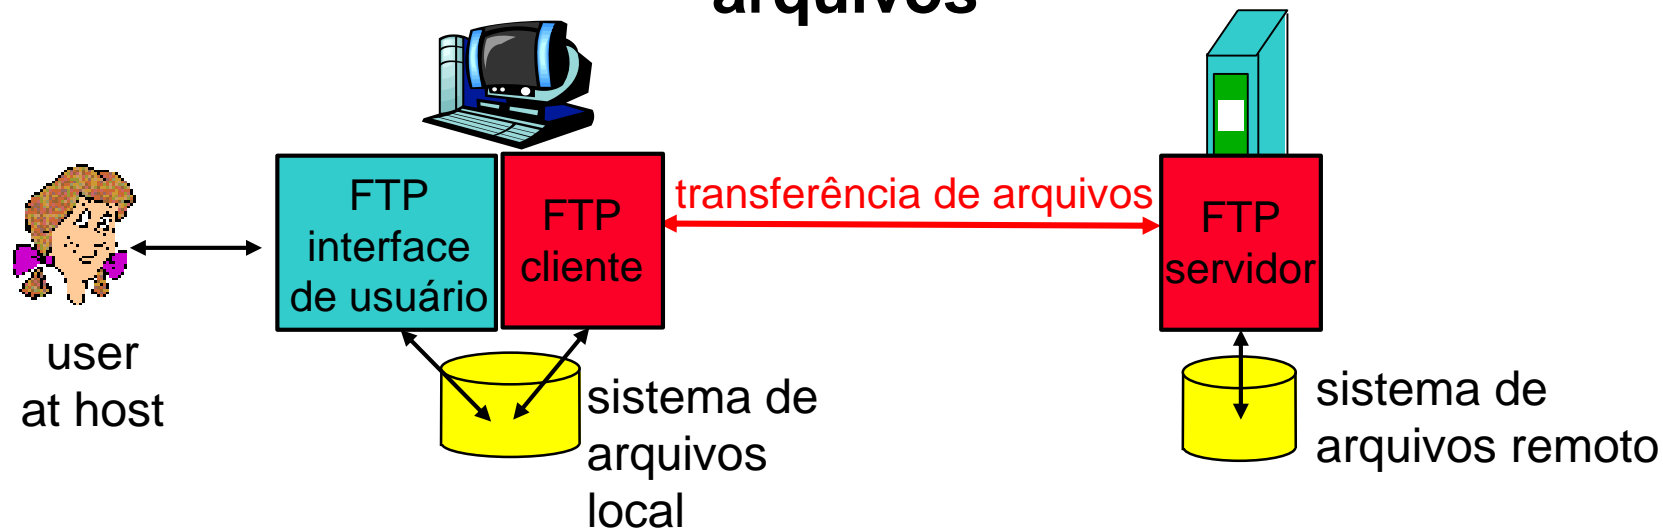 arquivos
FTP
interface
de usuário
FTP
cliente
transferência de arquivos
FTP
servidor
user
at host
sistema de
arquivos
local
sistema de
arquivos remoto